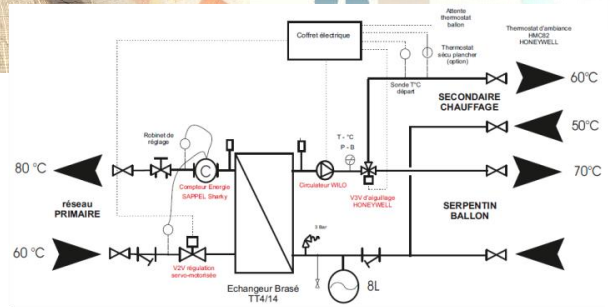 Attente
thermostat
ballon
Coffret électrique
Thermostat d'ambiance
HMC82
HONEYWELL
Thermostat
sécu plancher
(option)
Sonde T°C
départ
60°C
SECONDAIRE
CHAUFFAGE
50°C
Robinet de
réglage
T - °C
P - B
80 °C
C
70°C
Compteur Energie
SAPPEL Sharky
Circulateur WILO
V3V d'aiguillage
HONEYWELL
réseau
PRIMAIRE
SERPENTIN
BALLON
3 Bar
60 °C
V2V régulation
servo-motorisée
8L
Echangeur Brasé
TT4/14